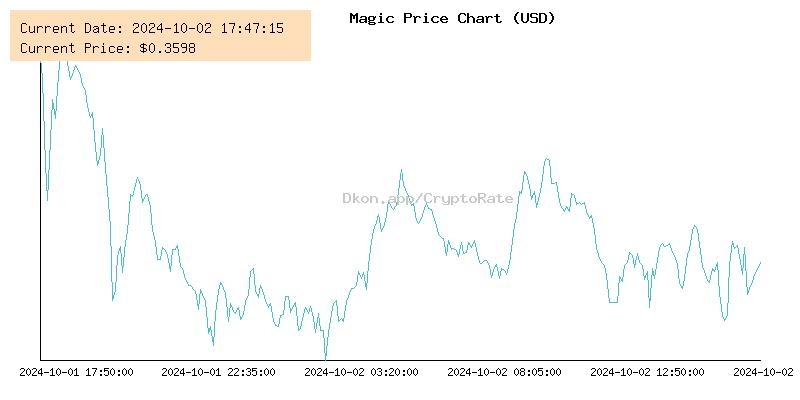 Magic Price Chart (USD)
Current Date: 2024-10-02 17:47:15
Current Price: $0.3598
Dkon.app/CryptoRate
2024-10-01 17:50:00 2024-10-01 22:35:00 2024-10-02 03:20:00 2024-10-02 08:05:00 2024-10-02 12:50:00 2024-10-02